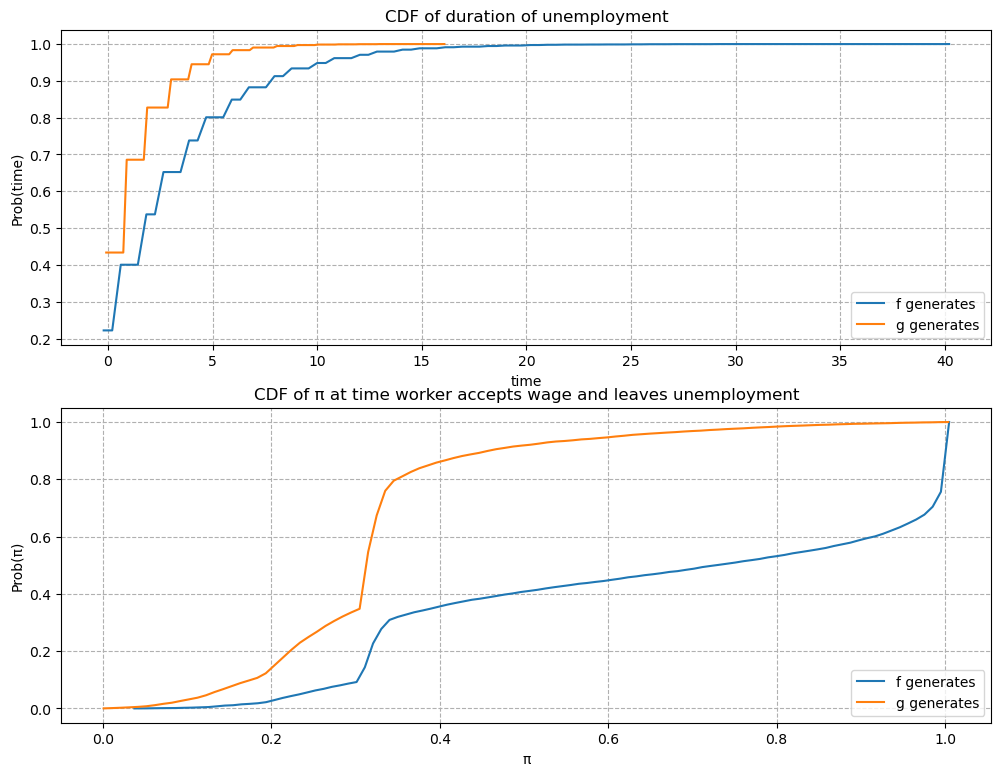 CDF of duration of unemployment
Prob(time)
1.0
0.9
0.8
0.7
0.6
0.5
0.4
0.3
0.2
f generates
g generates
0 5 10 15 20 25 30 35 40
time
CDF of π at time worker accepts wage and leaves unemployment
Prob(π)
1.0
0.8
0.6
0.4
0.2
0.0
f generates
g generates
0.0 0.2 0.4 0.6 0.8 1.0
π